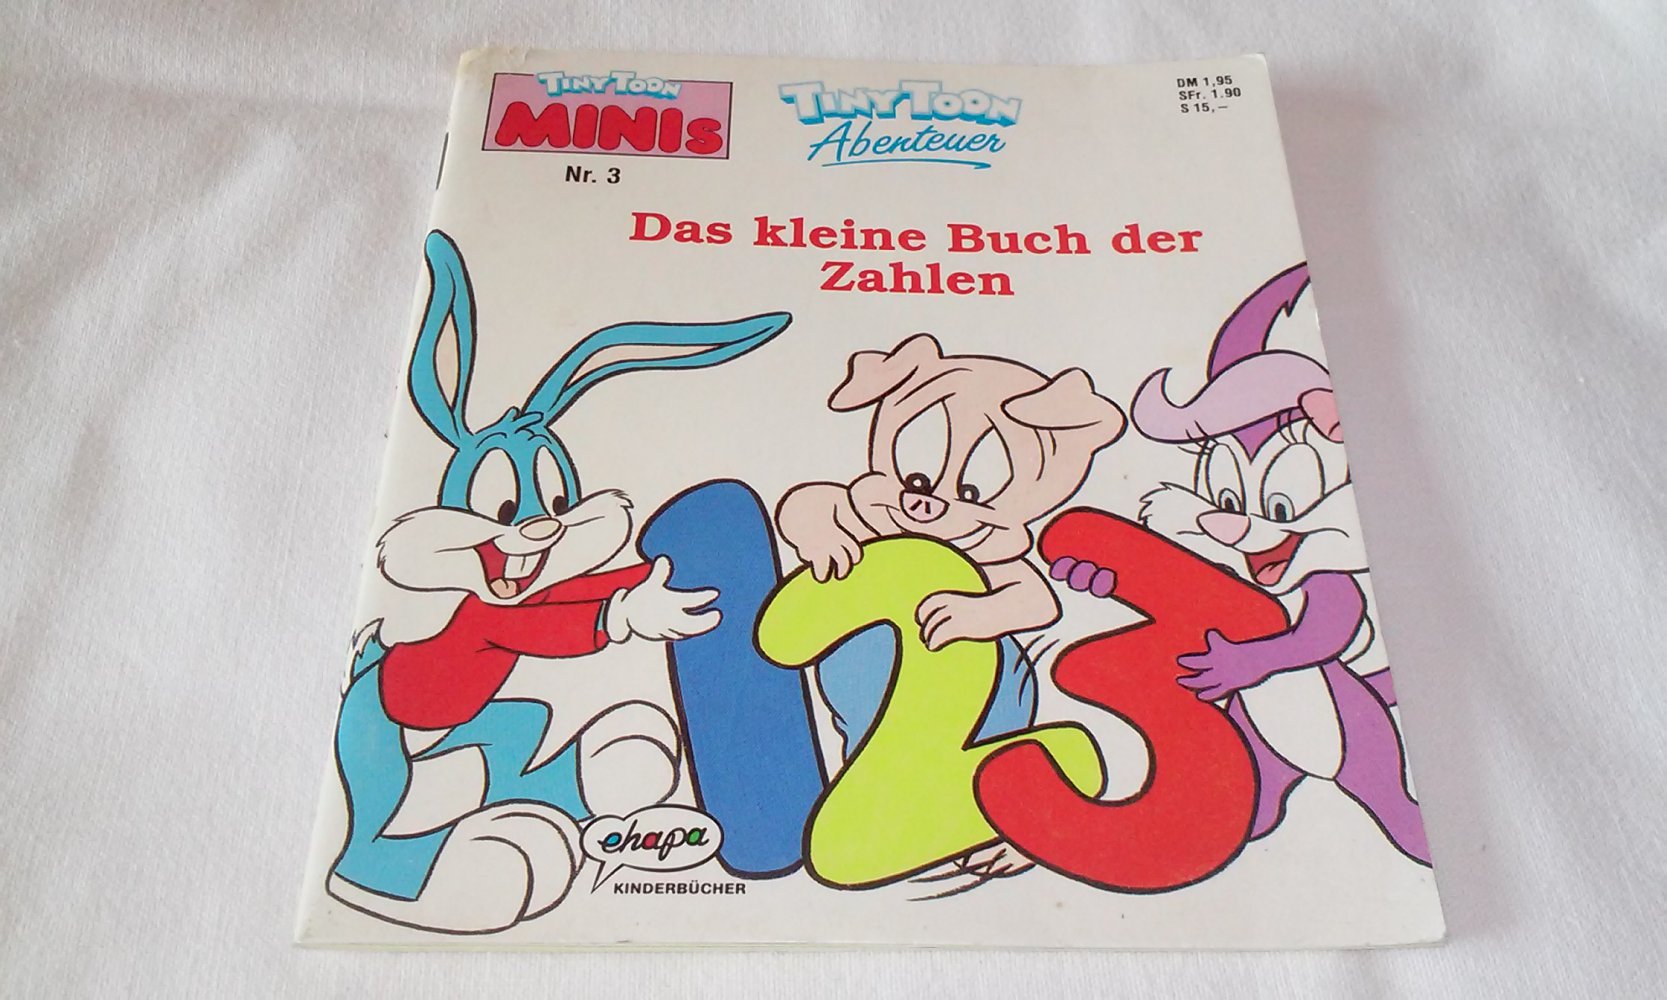 TINY TOON
MINIs
Nr. 3
TINY TOON
Abenteuer
DM 1,95
SFr. 1.90
S 15,–
Das kleine Buch der
Zahlen
1 2 3
ehapa
KINDERBÜCHER